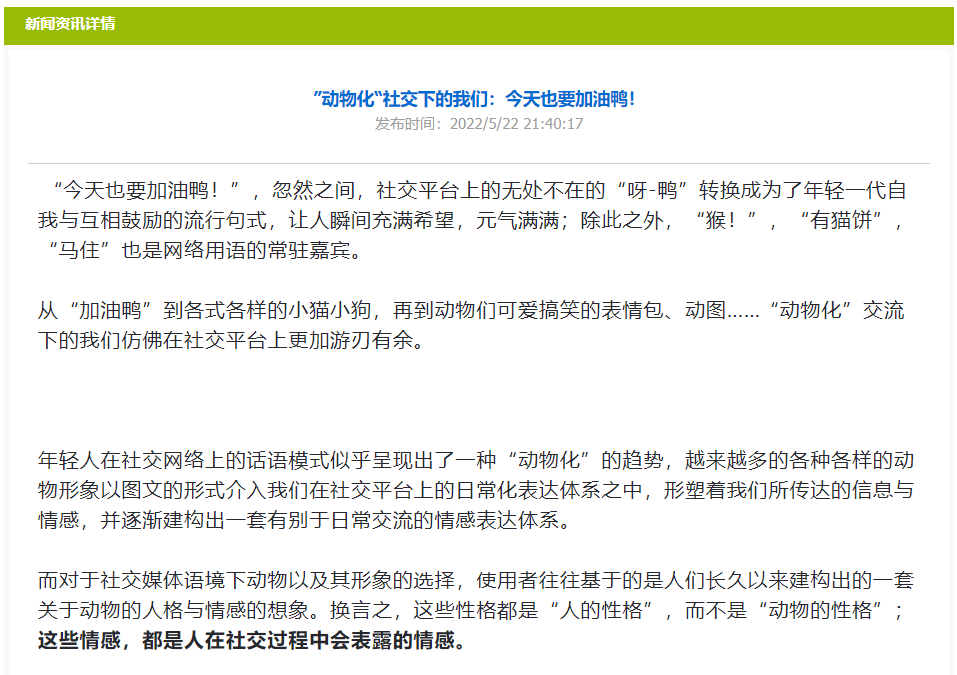 新闻资讯详情
”动物化“社交下的我们：今天也要加油鸭！
发布时间：2022/5/22 21:40:17
“今天也要加油鸭！”，忽然之间，社交平台上的无处不在的“呀-鸭”转换成为了年轻一代自
我与互相鼓励的流行句式，让人瞬间充满希望，元气满满；除此之外，“猴！”，“有猫饼”，
“马住”也是网络用语的常驻嘉宾。
从“加油鸭”到各式各样的小猫小狗，再到动物们可爱搞笑的表情包、动图……“动物化”交流
下的我们仿佛在社交平台上更加游刃有余。
年轻人在社交网络上的话语模式似乎呈现出了一种“动物化”的趋势，越来越多的各种各样的动
物形象以图文的形式介入我们在社交平台上的日常化表达体系之中，形塑着我们所传达的信息与
情感，并逐渐建构出一套有别于日常交流的情感表达体系。
而对于社交媒体语境下动物以及其形象的选择，使用者往往基于的是人们长久以来建构出的一套
关于动物的人格与情感的想象。换言之，这些性格都是“人的性格”，而不是“动物的性格”；
这些情感，都是人在社交过程中会表露的情感。